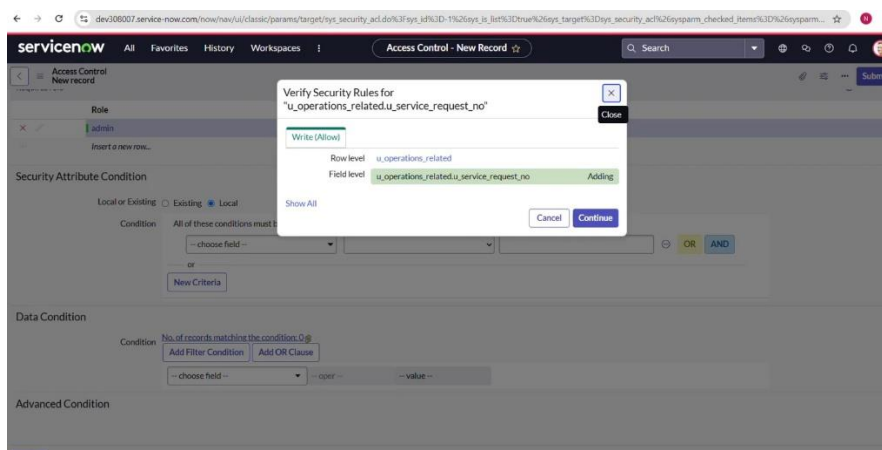 dev308007.service-now.com/now/nav/ui/classic/params/target/sys_security_acl.do%3Fsys_id%3D-1%26sys_is_list%3Dtrue%26sys_target%3Dsys_security_acl%26sysparm_checked_items%3D%26sysparm...
servicenow All Favorites History Workspaces Access Control - New Record Search
Access Control
New record
Submi
Role
admin
Insert a new row...
Verify Security Rules for
"u_operations_related.u_service_request_no"
Close
Write (Allow)
Row level u_operations_related
Field level u_operations_related.u_service_request_no Adding
Show All
Cancel Continue
Security Attribute Condition
Local or Existing Existing Local
Condition All of these conditions must b
-- choose field -- OR AND
or
New Criteria
Data Condition
Condition No. of records matching the condition: 0
Add Filter Condition Add OR Clause
-- choose field -- -- oper -- -- value --
Advanced Condition